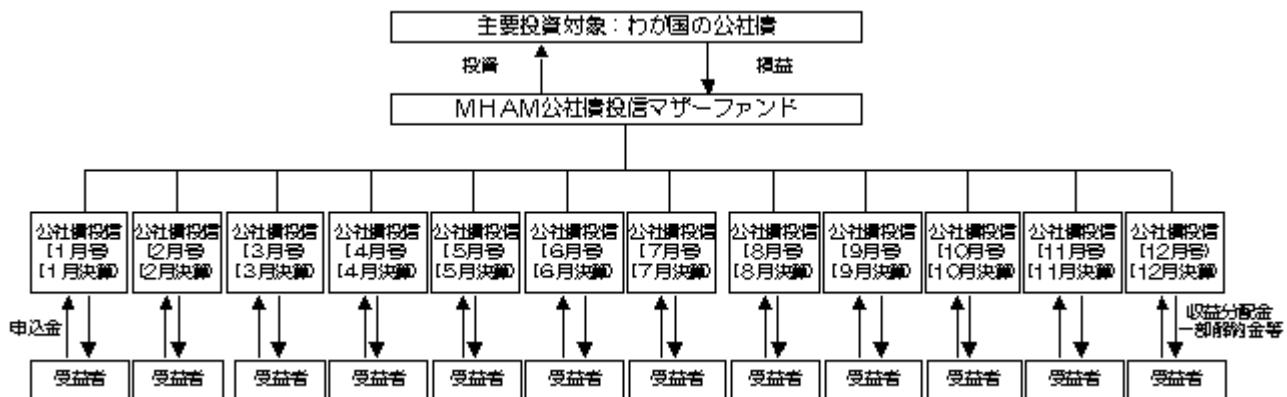 主要投資対象：わが国の公社債
投資
損益
MHAM公社債投信マザーファンド
公社債投信
[1月号]
(1月決算)
公社債投信
[2月号]
(2月決算)
公社債投信
[3月号]
(3月決算)
公社債投信
[4月号]
(4月決算)
公社債投信
[5月号]
(5月決算)
公社債投信
[6月号]
(6月決算)
公社債投信
[7月号]
(7月決算)
公社債投信
[8月号]
(8月決算)
公社債投信
[9月号]
(9月決算)
公社債投信
[10月号]
(10月決算)
公社債投信
[11月号]
(11月決算)
公社債投信
[12月号]
(12月決算)
申込金
収益分配金
一部解約金等
受益者
受益者
受益者
受益者
受益者
受益者
受益者
受益者
受益者
受益者
受益者
受益者